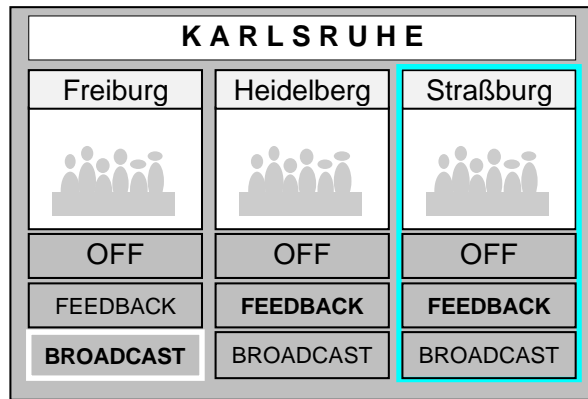 KARLSRUHE
Freiburg Heidelberg Straßburg
OFF OFF OFF
FEEDBACK FEEDBACK FEEDBACK
BROADCAST BROADCAST BROADCAST